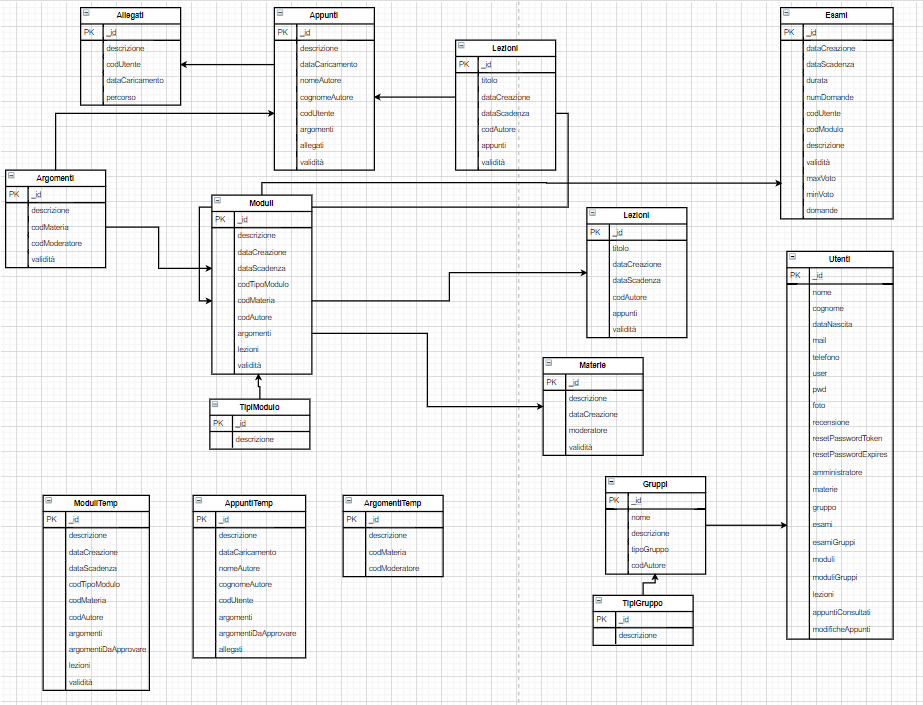 Allegati
PK _id
descrizione
codUtente
dataCaricamento
percorso
Appunti
PK _id
descrizione
dataCaricamento
nomeAutore
cognomeAutore
codUtente
argomenti
allegati
validità
Lezioni
PK _id
titolo
dataCreazione
dataScadenza
codAutore
appunti
validità
Esami
PK _id
dataCreazione
dataScadenza
durata
numDomande
codUtente
codModulo
descrizione
validità
maxVoto
minVoto
domande
Argomenti
PK _id
descrizione
codMateria
codModeratore
validità
Moduli
PK _id
descrizione
dataCreazione
dataScadenza
codTipoModulo
codMateria
codAutore
argomenti
lezioni
validità
Lezioni
PK _id
titolo
dataCreazione
dataScadenza
codAutore
appunti
validità
Utenti
PK _id
nome
cognome
dataNascita
mail
telefono
user
pwd
foto
recensione
resetPasswordToken
resetPasswordExpires
amministratore
materie
gruppo
esami
esamiGruppi
moduli
moduliGruppi
lezioni
appuntiConsultati
modificheAppunti
Materie
PK _id
descrizione
dataCreazione
moderatore
validità
TipiModulo
PK _id
descrizione
Gruppi
PK _id
nome
descrizione
tipoGruppo
codAutore
TipiGruppo
PK _id
descrizione
ModuliTemp
PK _id
descrizione
dataCreazione
dataScadenza
codTipoModulo
codMateria
codAutore
argomenti
argomentiDaApprovare
lezioni
validità
AppuntiTemp
PK _id
descrizione
dataCaricamento
nomeAutore
cognomeAutore
codUtente
argomenti
argomentiDaApprovare
allegati
ArgomentiTemp
PK _id
descrizione
codMateria
codModeratore